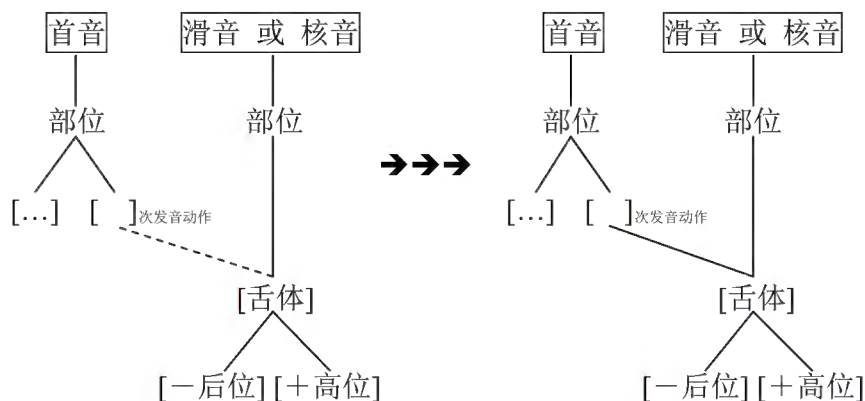 首音 滑音 或 核音 首音 滑音 或 核音
部位 部位 部位 部位
➔➔➔
[…] [ ]次发音动作 […] [ ]次发音动作
[舌体] [舌体]
[－后位] [＋高位] [－后位] [＋高位]